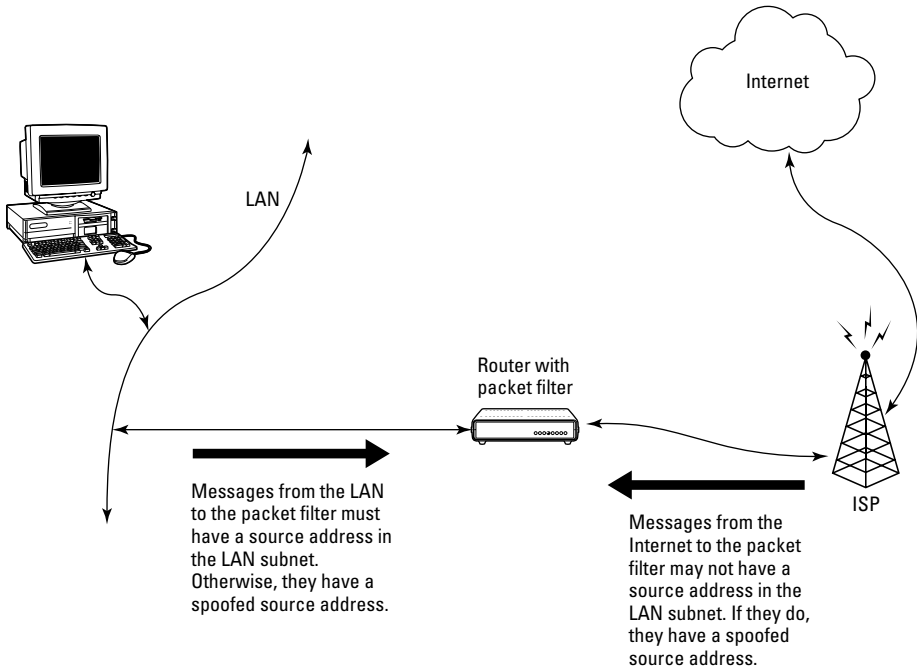 Internet
LAN
Router with
packet filter
ISP
Messages from the LAN
to the packet filter must
have a source address in
the LAN subnet.
Otherwise, they have a
spoofed source address.
Messages from the
Internet to the packet
filter may not have a
source address in the
LAN subnet. If they do,
they have a spoofed
source address.